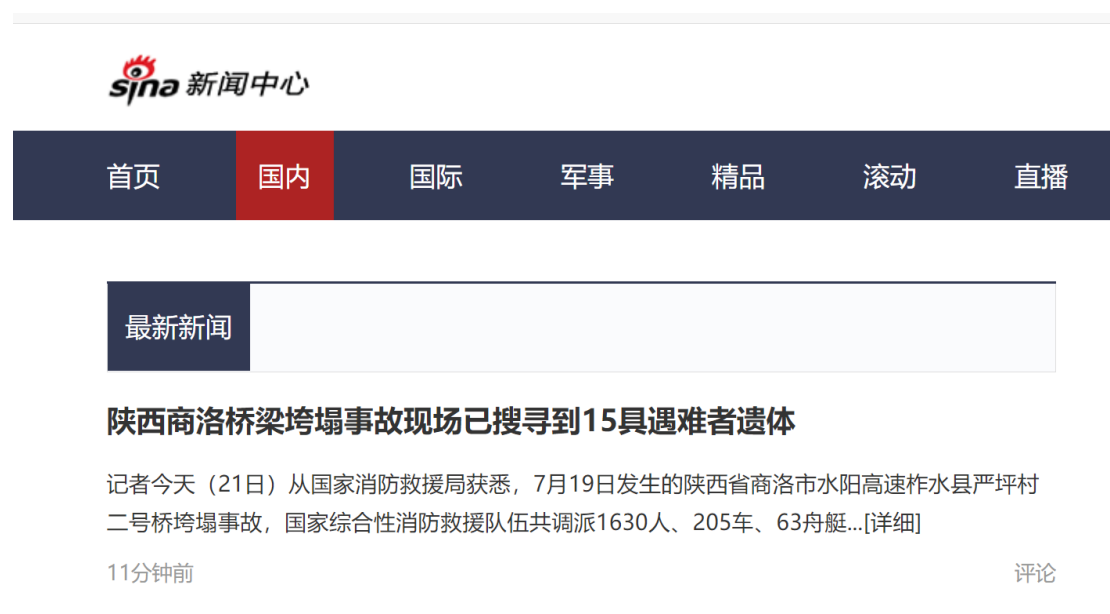 sina 新闻中心
首页 国内 国际 军事 精品 滚动 直播
最新新闻
陕西商洛桥梁垮塌事故现场已搜寻到15具遇难者遗体
记者今天（21日）从国家消防救援局获悉，7月19日发生的陕西省商洛市水阳高速柞水县严坪村
二号桥垮塌事故，国家综合性消防救援队伍共调派1630人、205车、63舟艇...[详细]
11分钟前 评论